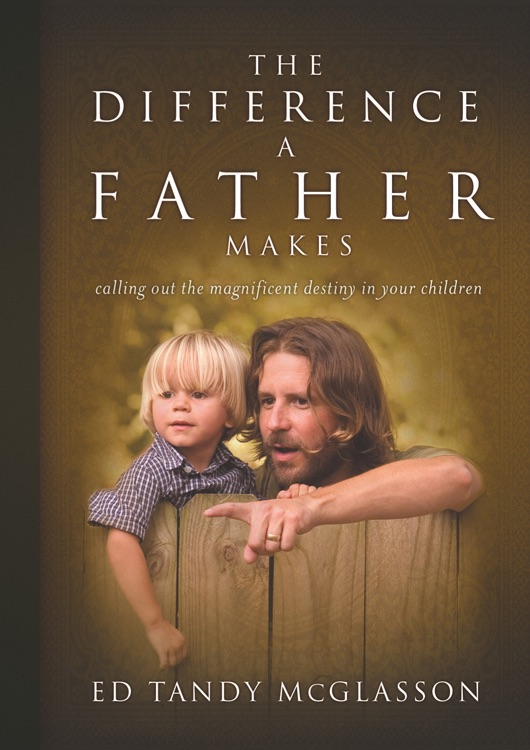 THE
DIFFERENCE
A
FATHER
MAKES
calling out the magnificent destiny in your children
ED TANDY McGLASSON